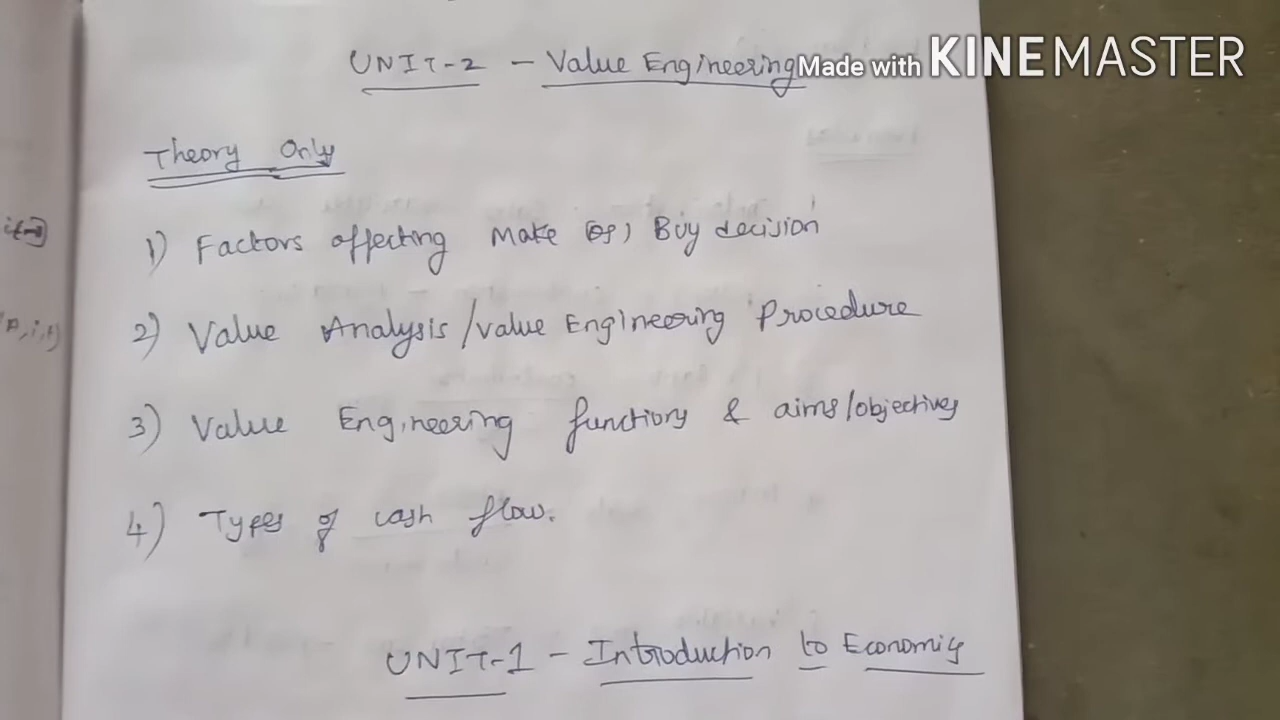 UNIT-2 - Value Engineering
Made with KINEMASTER
Theory Only
1) Factors affecting Make (or) Buy decision
2) Value Analysis/value Engineering Procedure
3) Value Engineering functions & aims/objectives
4) Types of cash flow.
UNIT-1 - Introduction to Economics